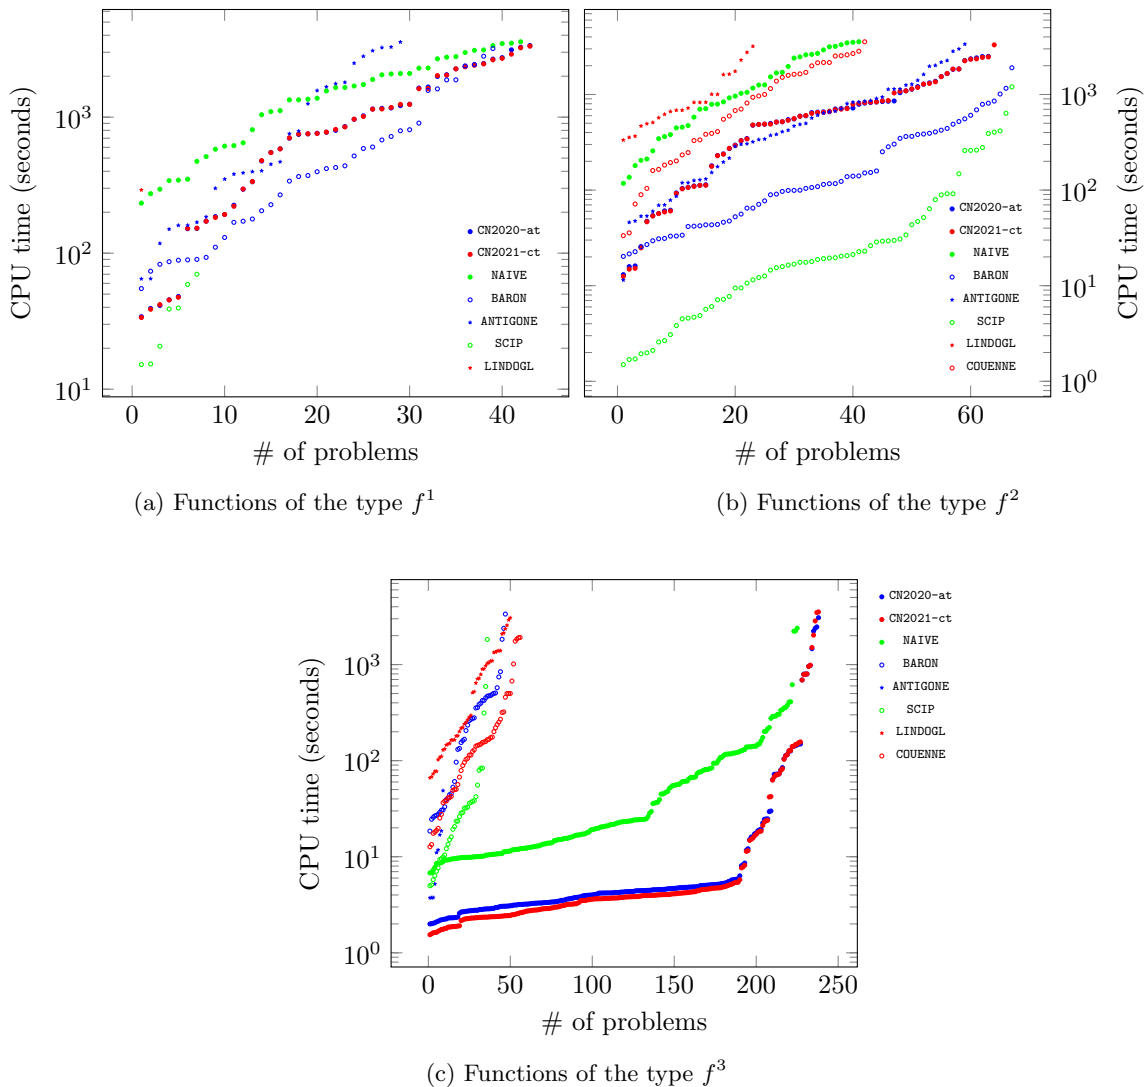 CPU time (seconds)
10^3
10^2
10^1
0
10
20
30
40
# of problems
CN2020-at
CN2021-ct
NAIVE
BARON
ANTIGONE
SCIP
LINDOGL
(a) Functions of the type f^1
CPU time (seconds)
10^3
10^2
10^1
10^0
0
20
40
60
# of problems
CN2020-at
CN2021-ct
NAIVE
BARON
ANTIGONE
SCIP
LINDOGL
COUENNE
(b) Functions of the type f^2
CPU time (seconds)
10^3
10^2
10^1
10^0
0
50
100
150
200
250
# of problems
CN2020-at
CN2021-ct
NAIVE
BARON
ANTIGONE
SCIP
LINDOGL
COUENNE
(c) Functions of the type f^3